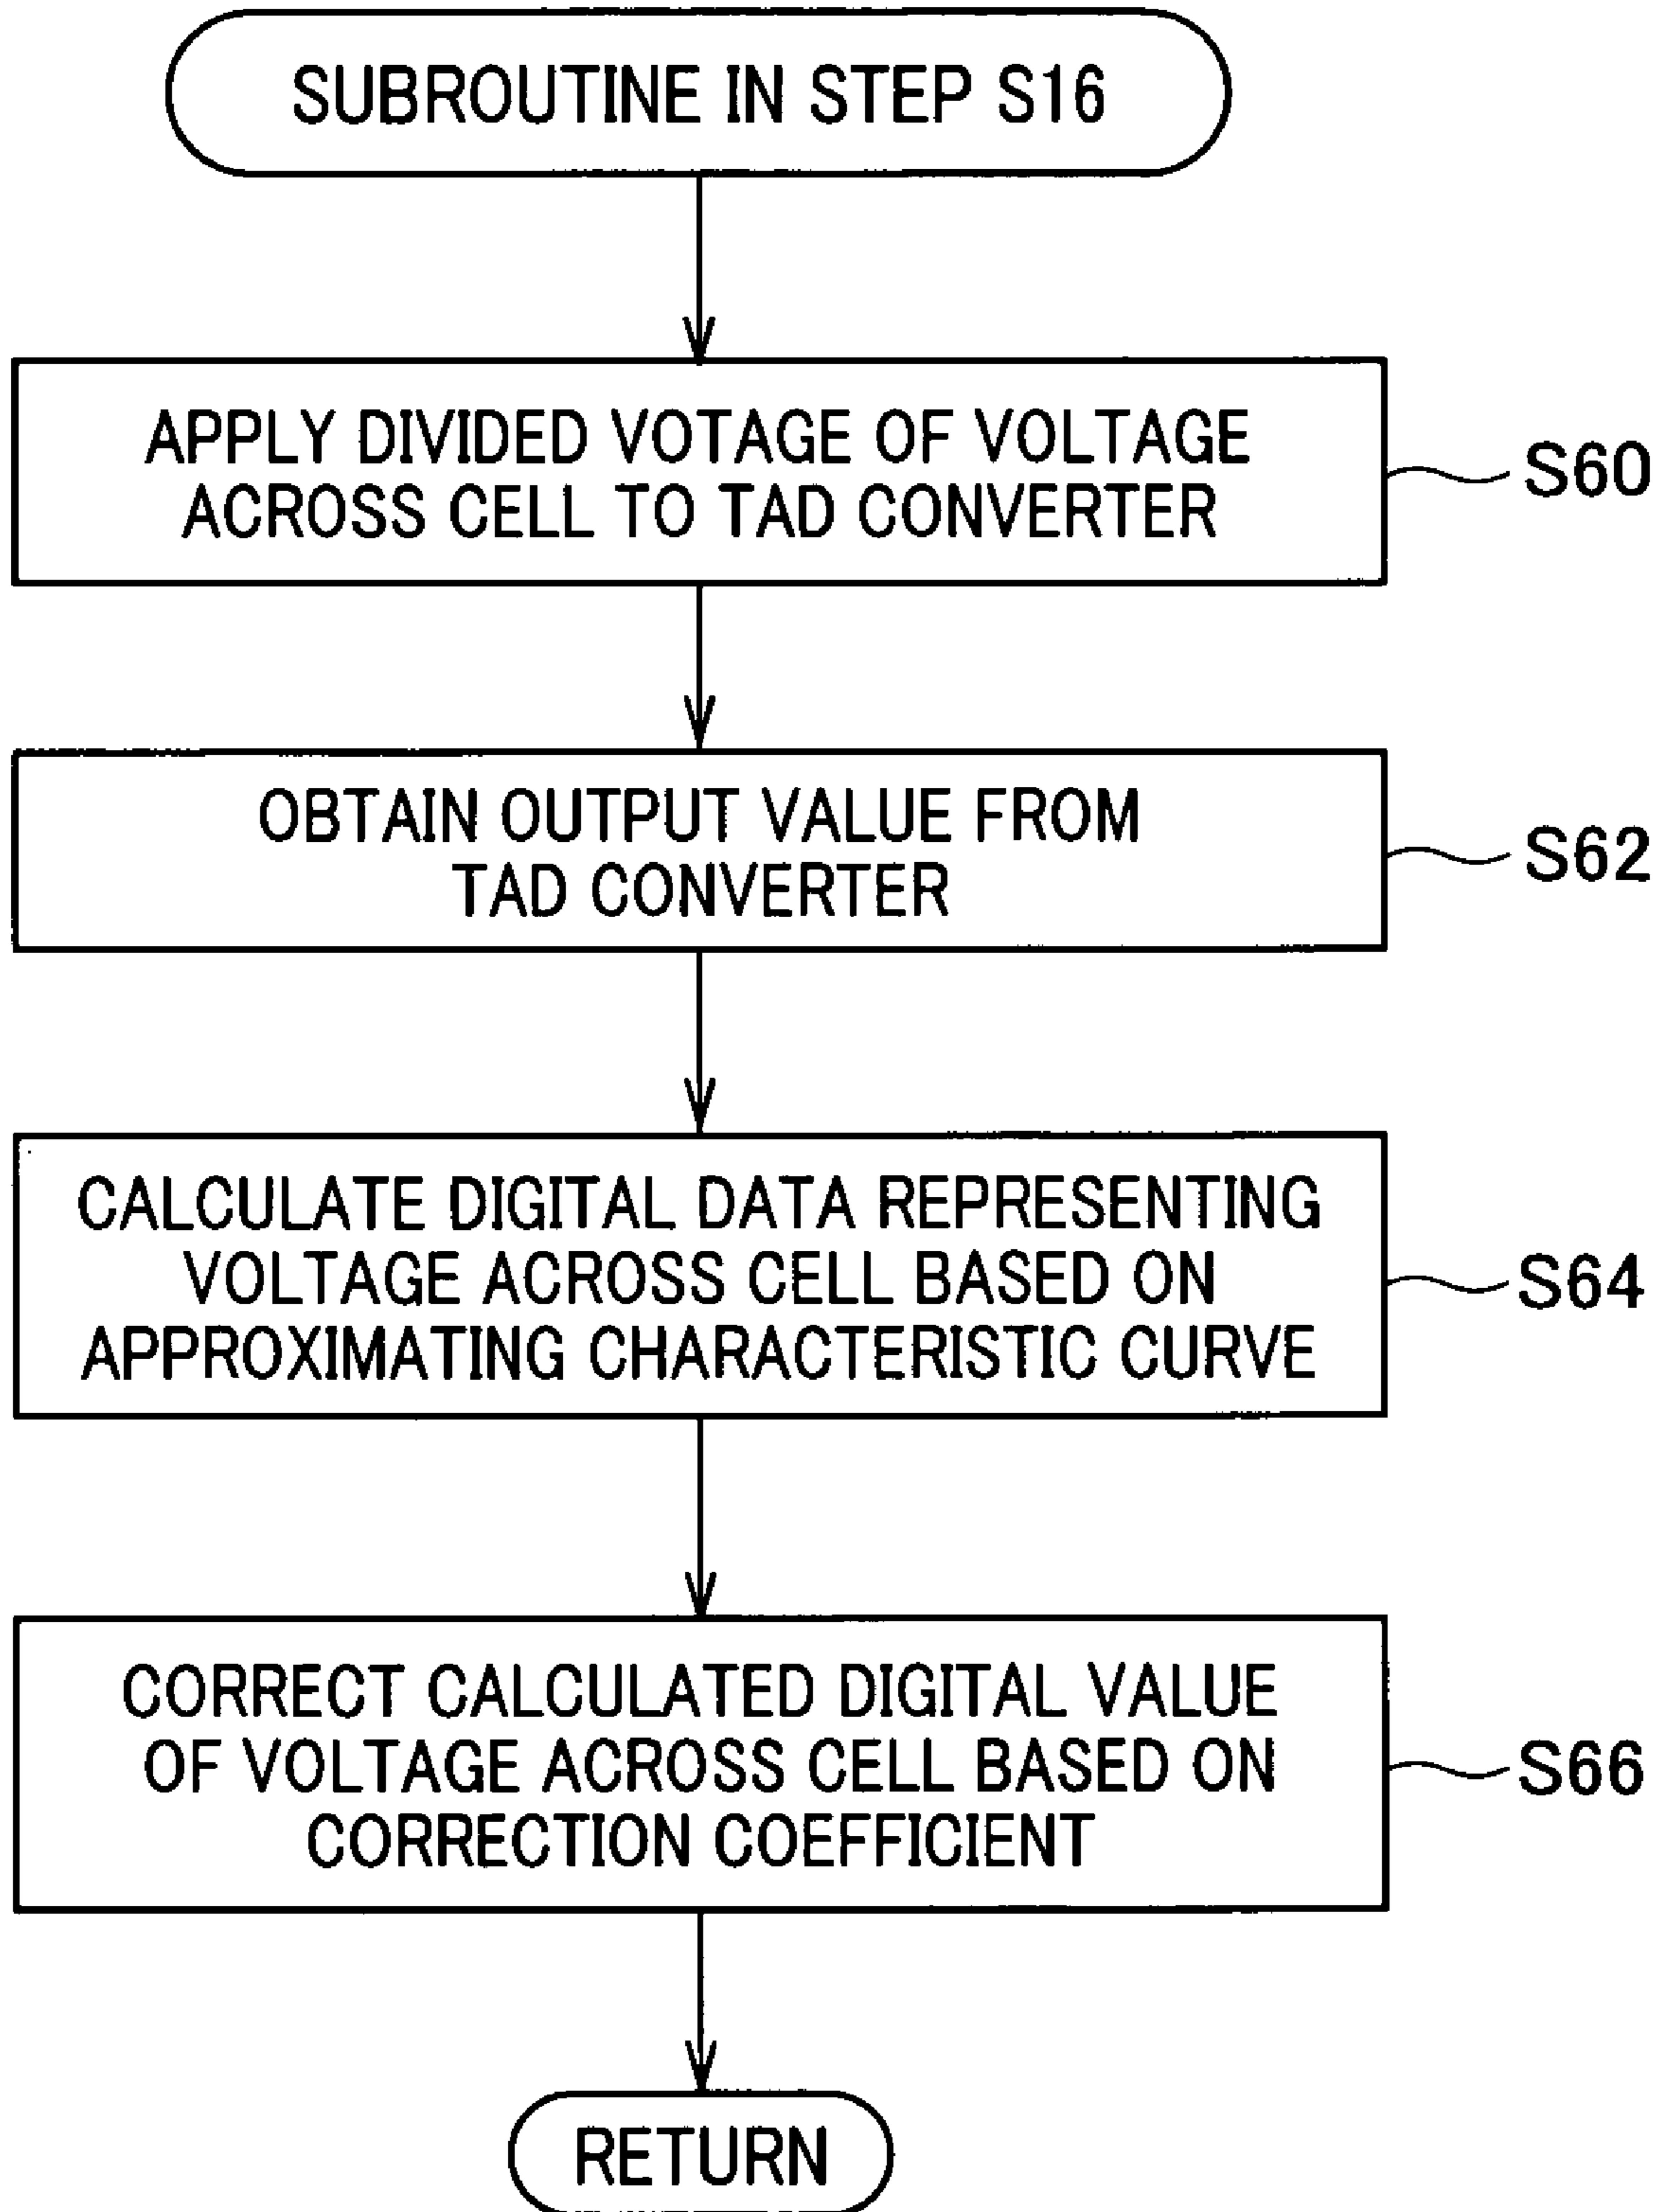 SUBROUTINE IN STEP S16
APPLY DIVIDED VOTAGE OF VOLTAGE
ACROSS CELL TO TAD CONVERTER
S60
OBTAIN OUTPUT VALUE FROM
TAD CONVERTER
S62
CALCULATE DIGITAL DATA REPRESENTING
VOLTAGE ACROSS CELL BASED ON
APPROXIMATING CHARACTERISTIC CURVE
S64
CORRECT CALCULATED DIGITAL VALUE
OF VOLTAGE ACROSS CELL BASED ON
CORRECTION COEFFICIENT
S66
RETURN